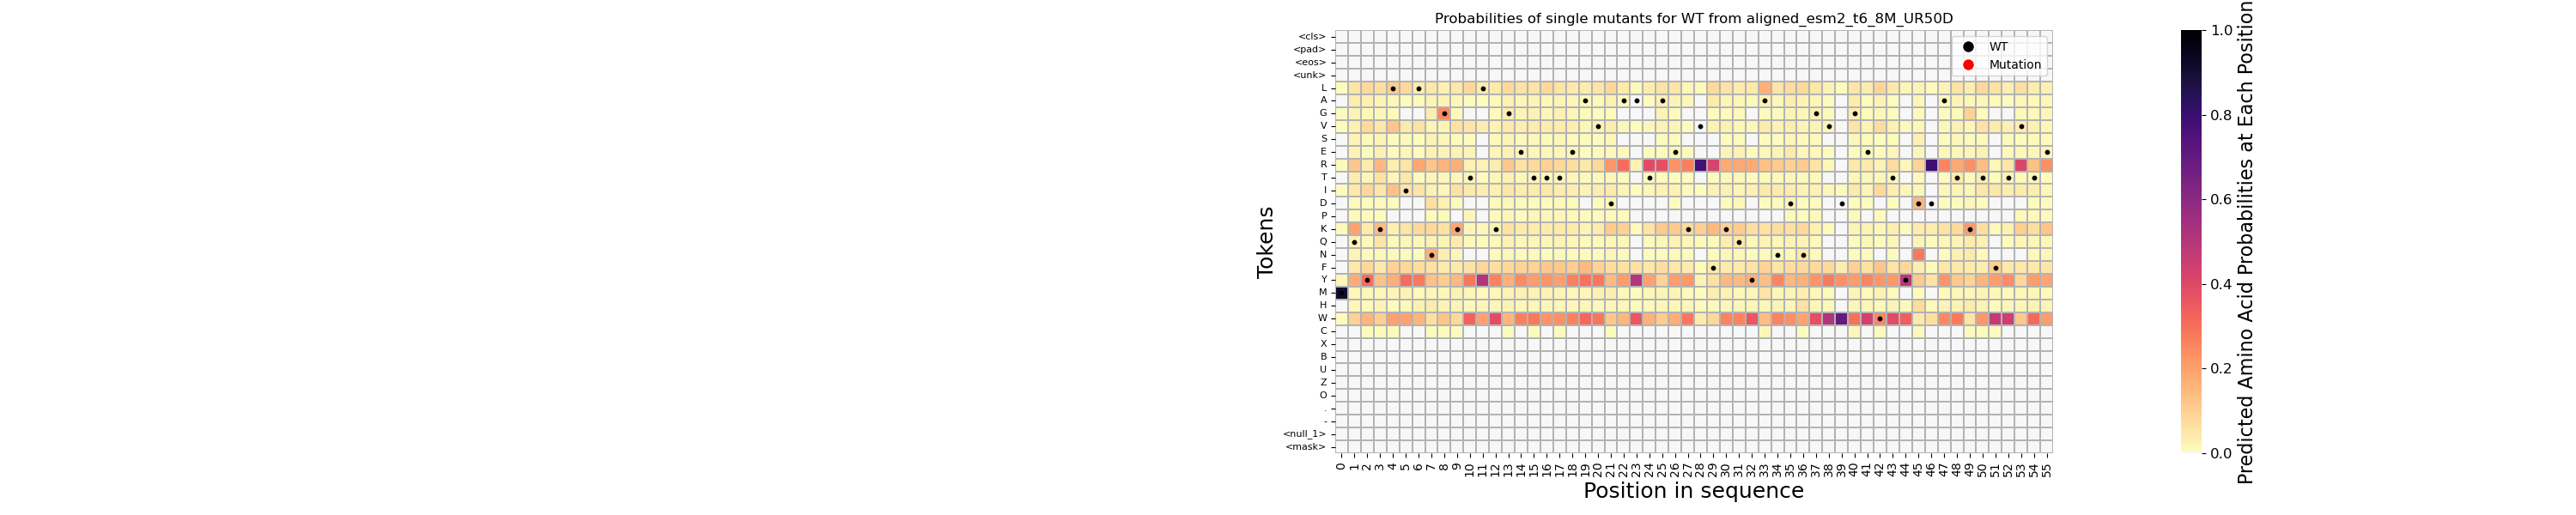 Probabilities of single mutants for WT from aligned_esm2_t6_8M_UR50D
WT
Mutation
Tokens
<cls>
<pad>
<eos>
<unk>
L
A
G
V
S
E
R
T
I
D
P
K
Q
N
F
Y
M
H
W
C
X
B
U
Z
O
.
-
<null_1>
<mask>
0 1 2 3 4 5 6 7 8 9 10 11 12 13 14 15 16 17 18 19 20 21 22 23 24 25 26 27 28 29 30 31 32 33 34 35 36 37 38 39 40 41 42 43 44 45 46 47 48 49 50 51 52 53 54 55
Position in sequence
1.0
0.8
0.6
0.4
0.2
0.0
Predicted Amino Acid Probabilities at Each Position